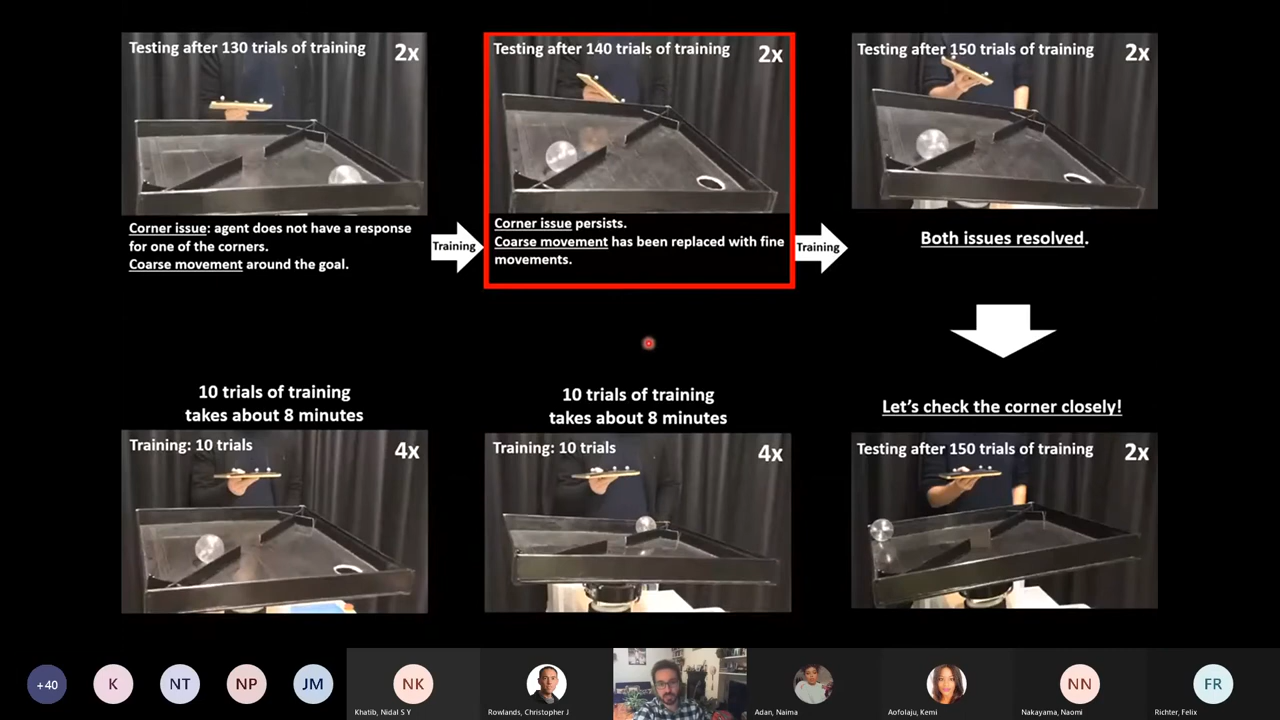 Testing after 130 trials of training
2x
Corner issue: agent does not have a response
for one of the corners.
Coarse movement around the goal.
Training
Testing after 140 trials of training
2x
Corner issue persists.
Coarse movement has been replaced with fine
movements.
Training
Testing after 150 trials of training
2x
Both issues resolved.
10 trials of training
takes about 8 minutes
Training: 10 trials
4x
10 trials of training
takes about 8 minutes
Training: 10 trials
4x
Let's check the corner closely!
Testing after 150 trials of training
2x
+40
K
NT
NP
JM
NK
Khatib, Nidal S Y
Rowlands, Christopher J
Adan, Naima
Aofolaju, Kemi
NN
Nakayama, Naomi
FR
Richter, Felix